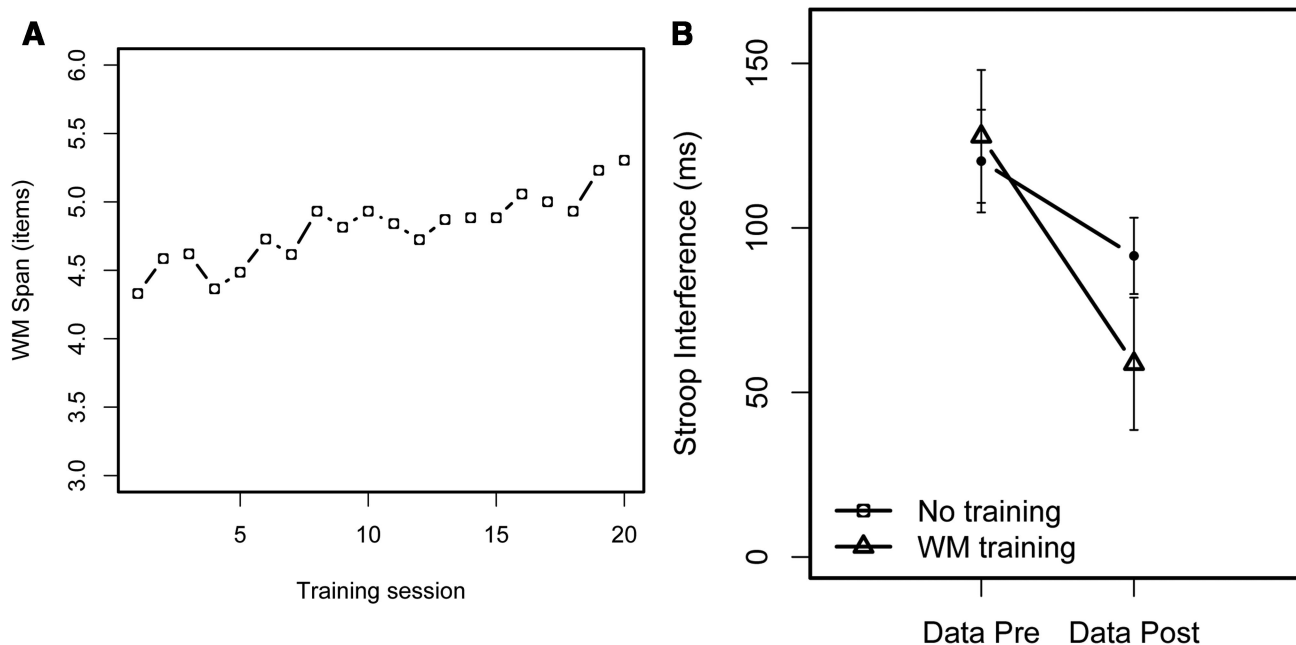 A
WM Span (items)
6.0
5.5
5.0
4.5
4.0
3.5
3.0
5
10
15
20
Training session
B
Stroop Interference (ms)
150
100
50
0
No training
WM training
Data Pre
Data Post